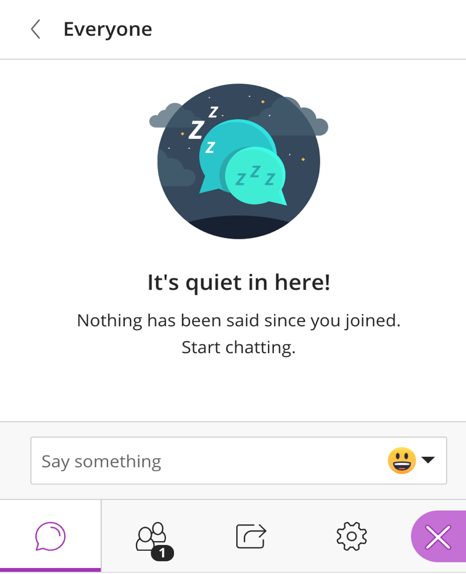 Everyone
Z
Z
Z
z z z
It's quiet in here!
Nothing has been said since you joined.
Start chatting.
Say something
1